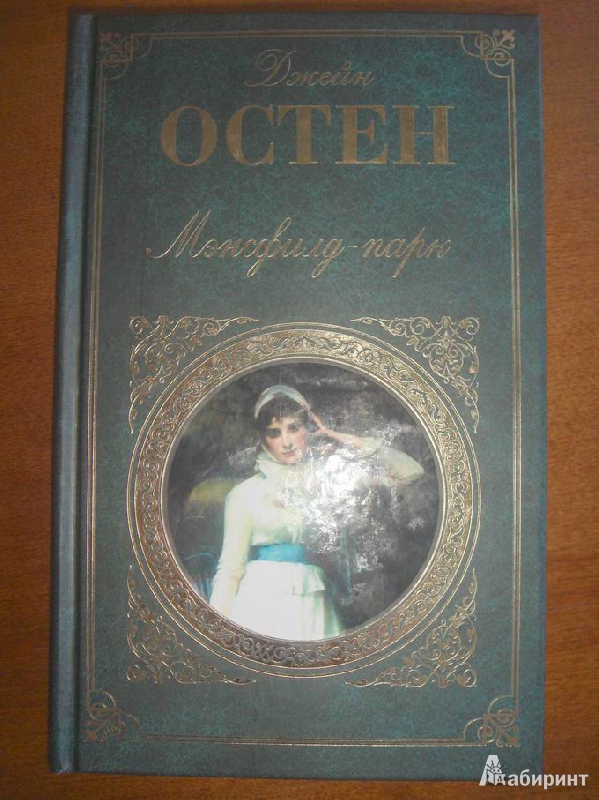 Джейн
ОСТЕН
Мэнсфилд-парк
Лабиринт